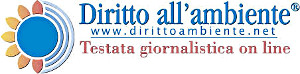 Diritto all'ambiente®
www.dirittoambiente.net
Testata giornalistica on line